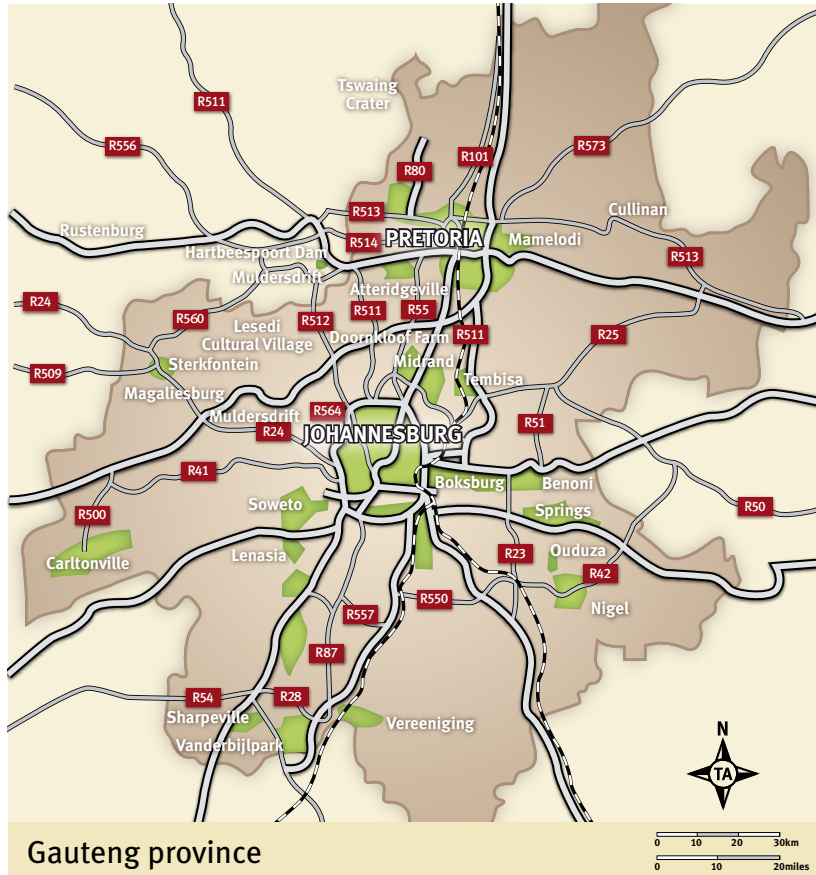 Tswaing
Crater
R511
R556
R101
R573
R80
Cullinan
R513
Rustenburg
R514
PRETORIA
Mamelodi
Hartbeespoort Dam
R513
Muldersdrift
Atteridgeville
R24
R560
Lesedi
Cultural Village
R512
R511
R55
Doornkloof Farm
R511
R25
R509
Sterkfontein
Midrand
Tembisa
Magaliesburg
Muldersdrift
R564
R24
JOHANNESBURG
R51
R41
Boksburg
Benoni
Soweto
R500
Springs
R50
Carltonville
Lenasia
R23
Ouduza
R42
Nigel
R557
R550
R87
R54
R28
Sharpeville
Vereeniging
Vanderbijlpark
N
TA
Gauteng province
0 10 20 30km
0 10 20miles